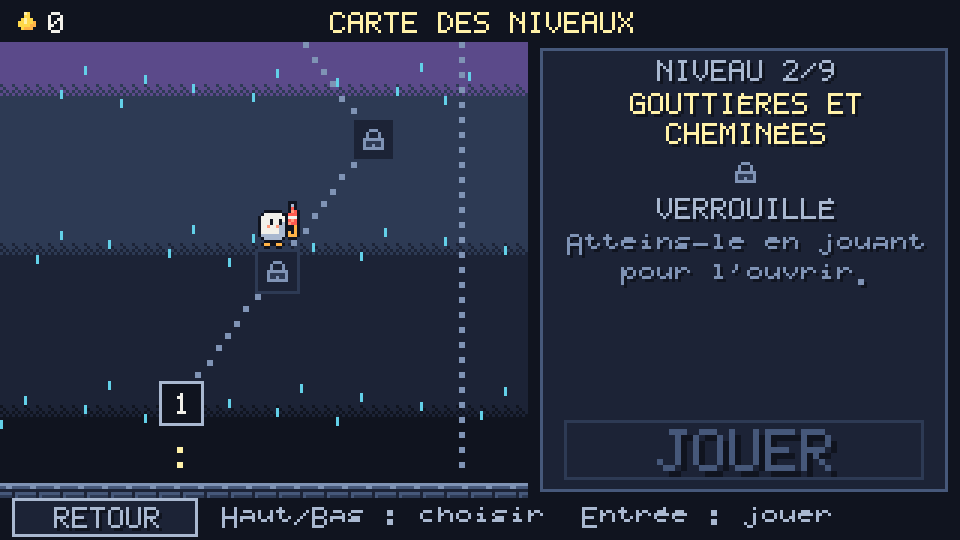 0
CARTE DES NIVEAUX
NIVEAU 2/9
GOUTTIÈRES ET
CHEMINÉES
VERROUILLÉ
Atteins-le en jouant
pour l'ouvrir.
1
JOUER
RETOUR
Haut/Bas : choisir
Entrée : jouer